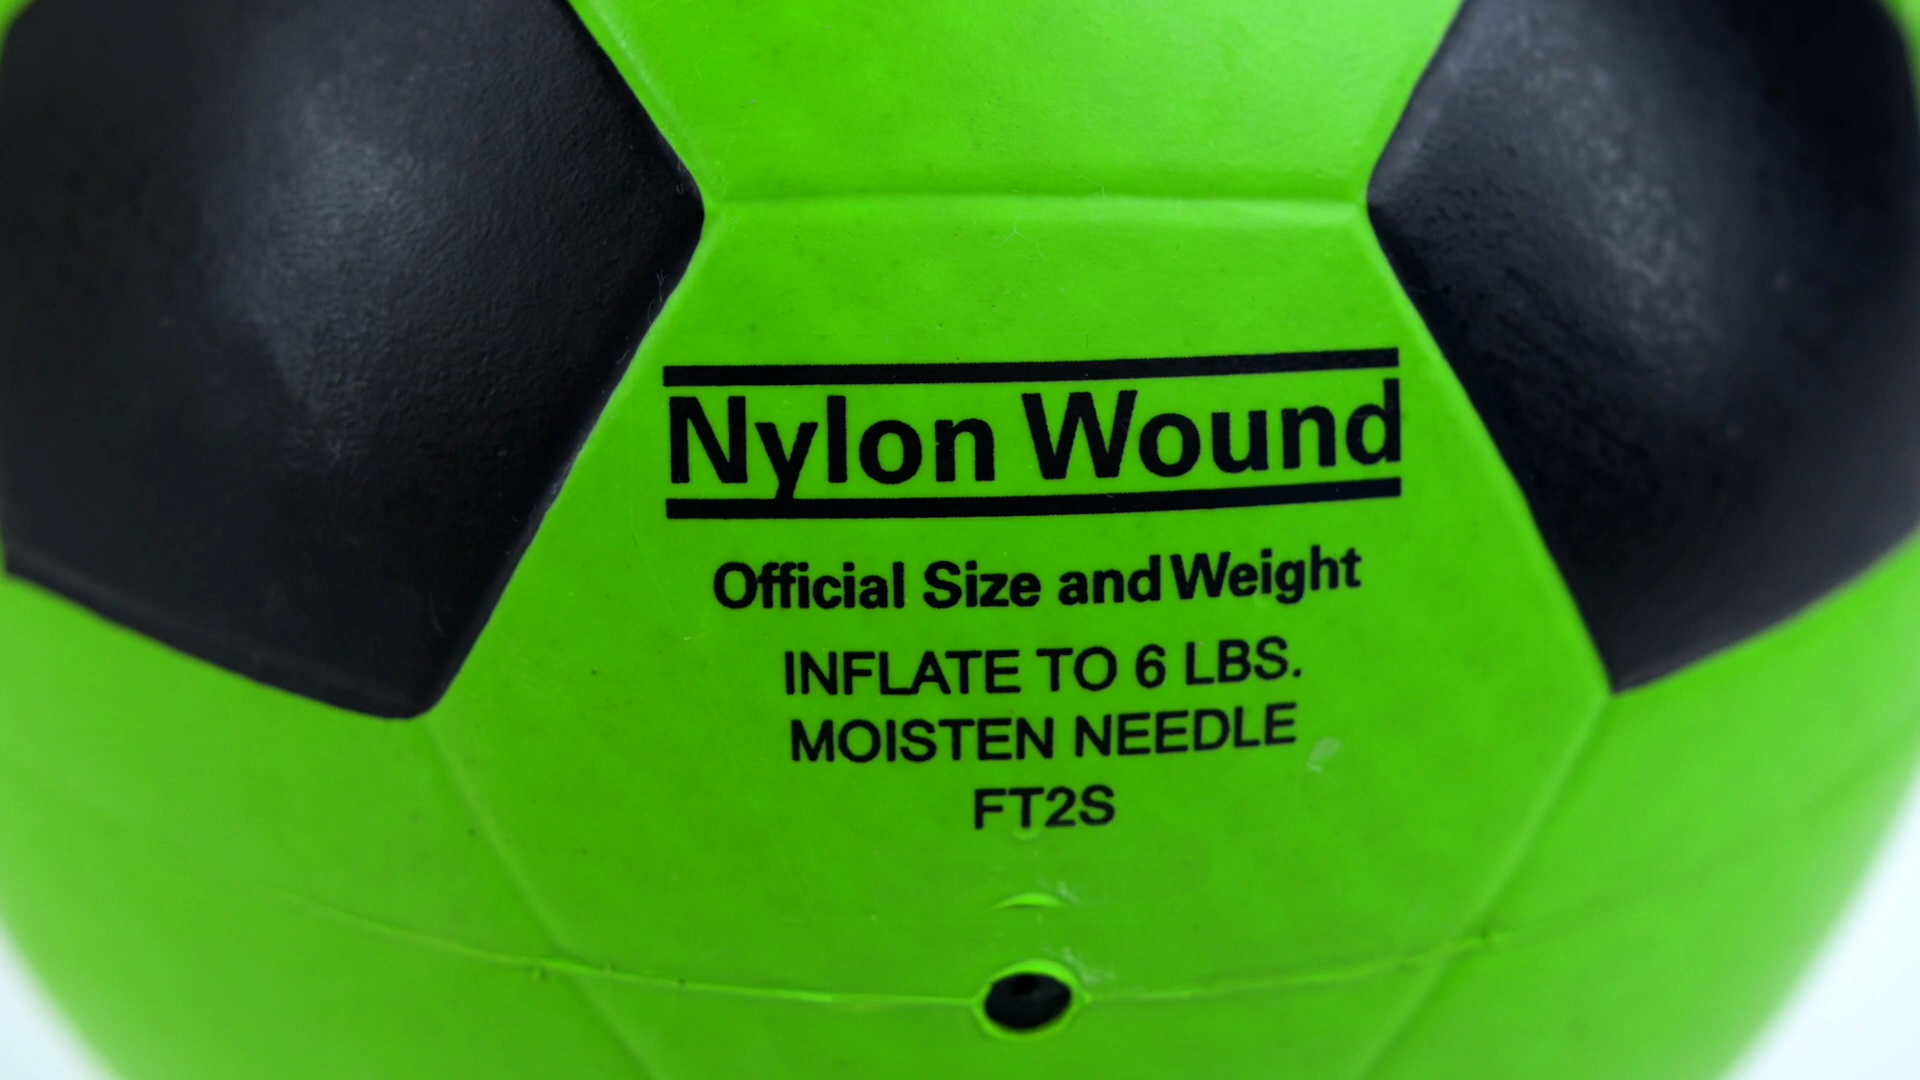 Nylon Wound
Official Size and Weight
INFLATE TO 6 LBS.
MOISTEN NEEDLE
FT2S